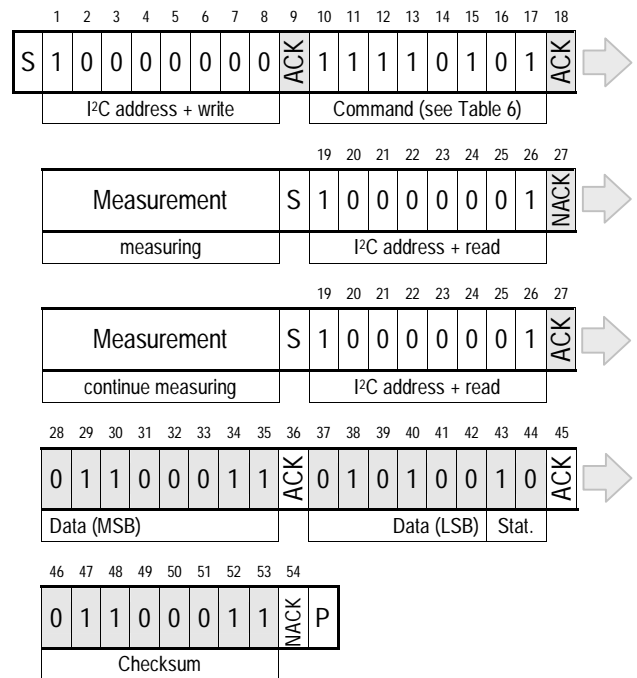 1 2 3 4 5 6 7 8 9 10 11 12 13 14 15 16 17 18
S 1 0 0 0 0 0 0 0 ACK 1 1 1 1 0 1 0 1 ACK
I²C address + write Command (see Table 6)
19 20 21 22 23 24 25 26 27
Measurement S 1 0 0 0 0 0 0 1 NACK
measuring I²C address + read
19 20 21 22 23 24 25 26 27
Measurement S 1 0 0 0 0 0 0 1 ACK
continue measuring I²C address + read
28 29 30 31 32 33 34 35 36 37 38 39 40 41 42 43 44 45
0 1 1 0 0 0 1 1 ACK 0 1 0 1 0 0 1 0 ACK
Data (MSB) Data (LSB) Stat.
46 47 48 49 50 51 52 53 54
0 1 1 0 0 0 1 1 NACK P
Checksum